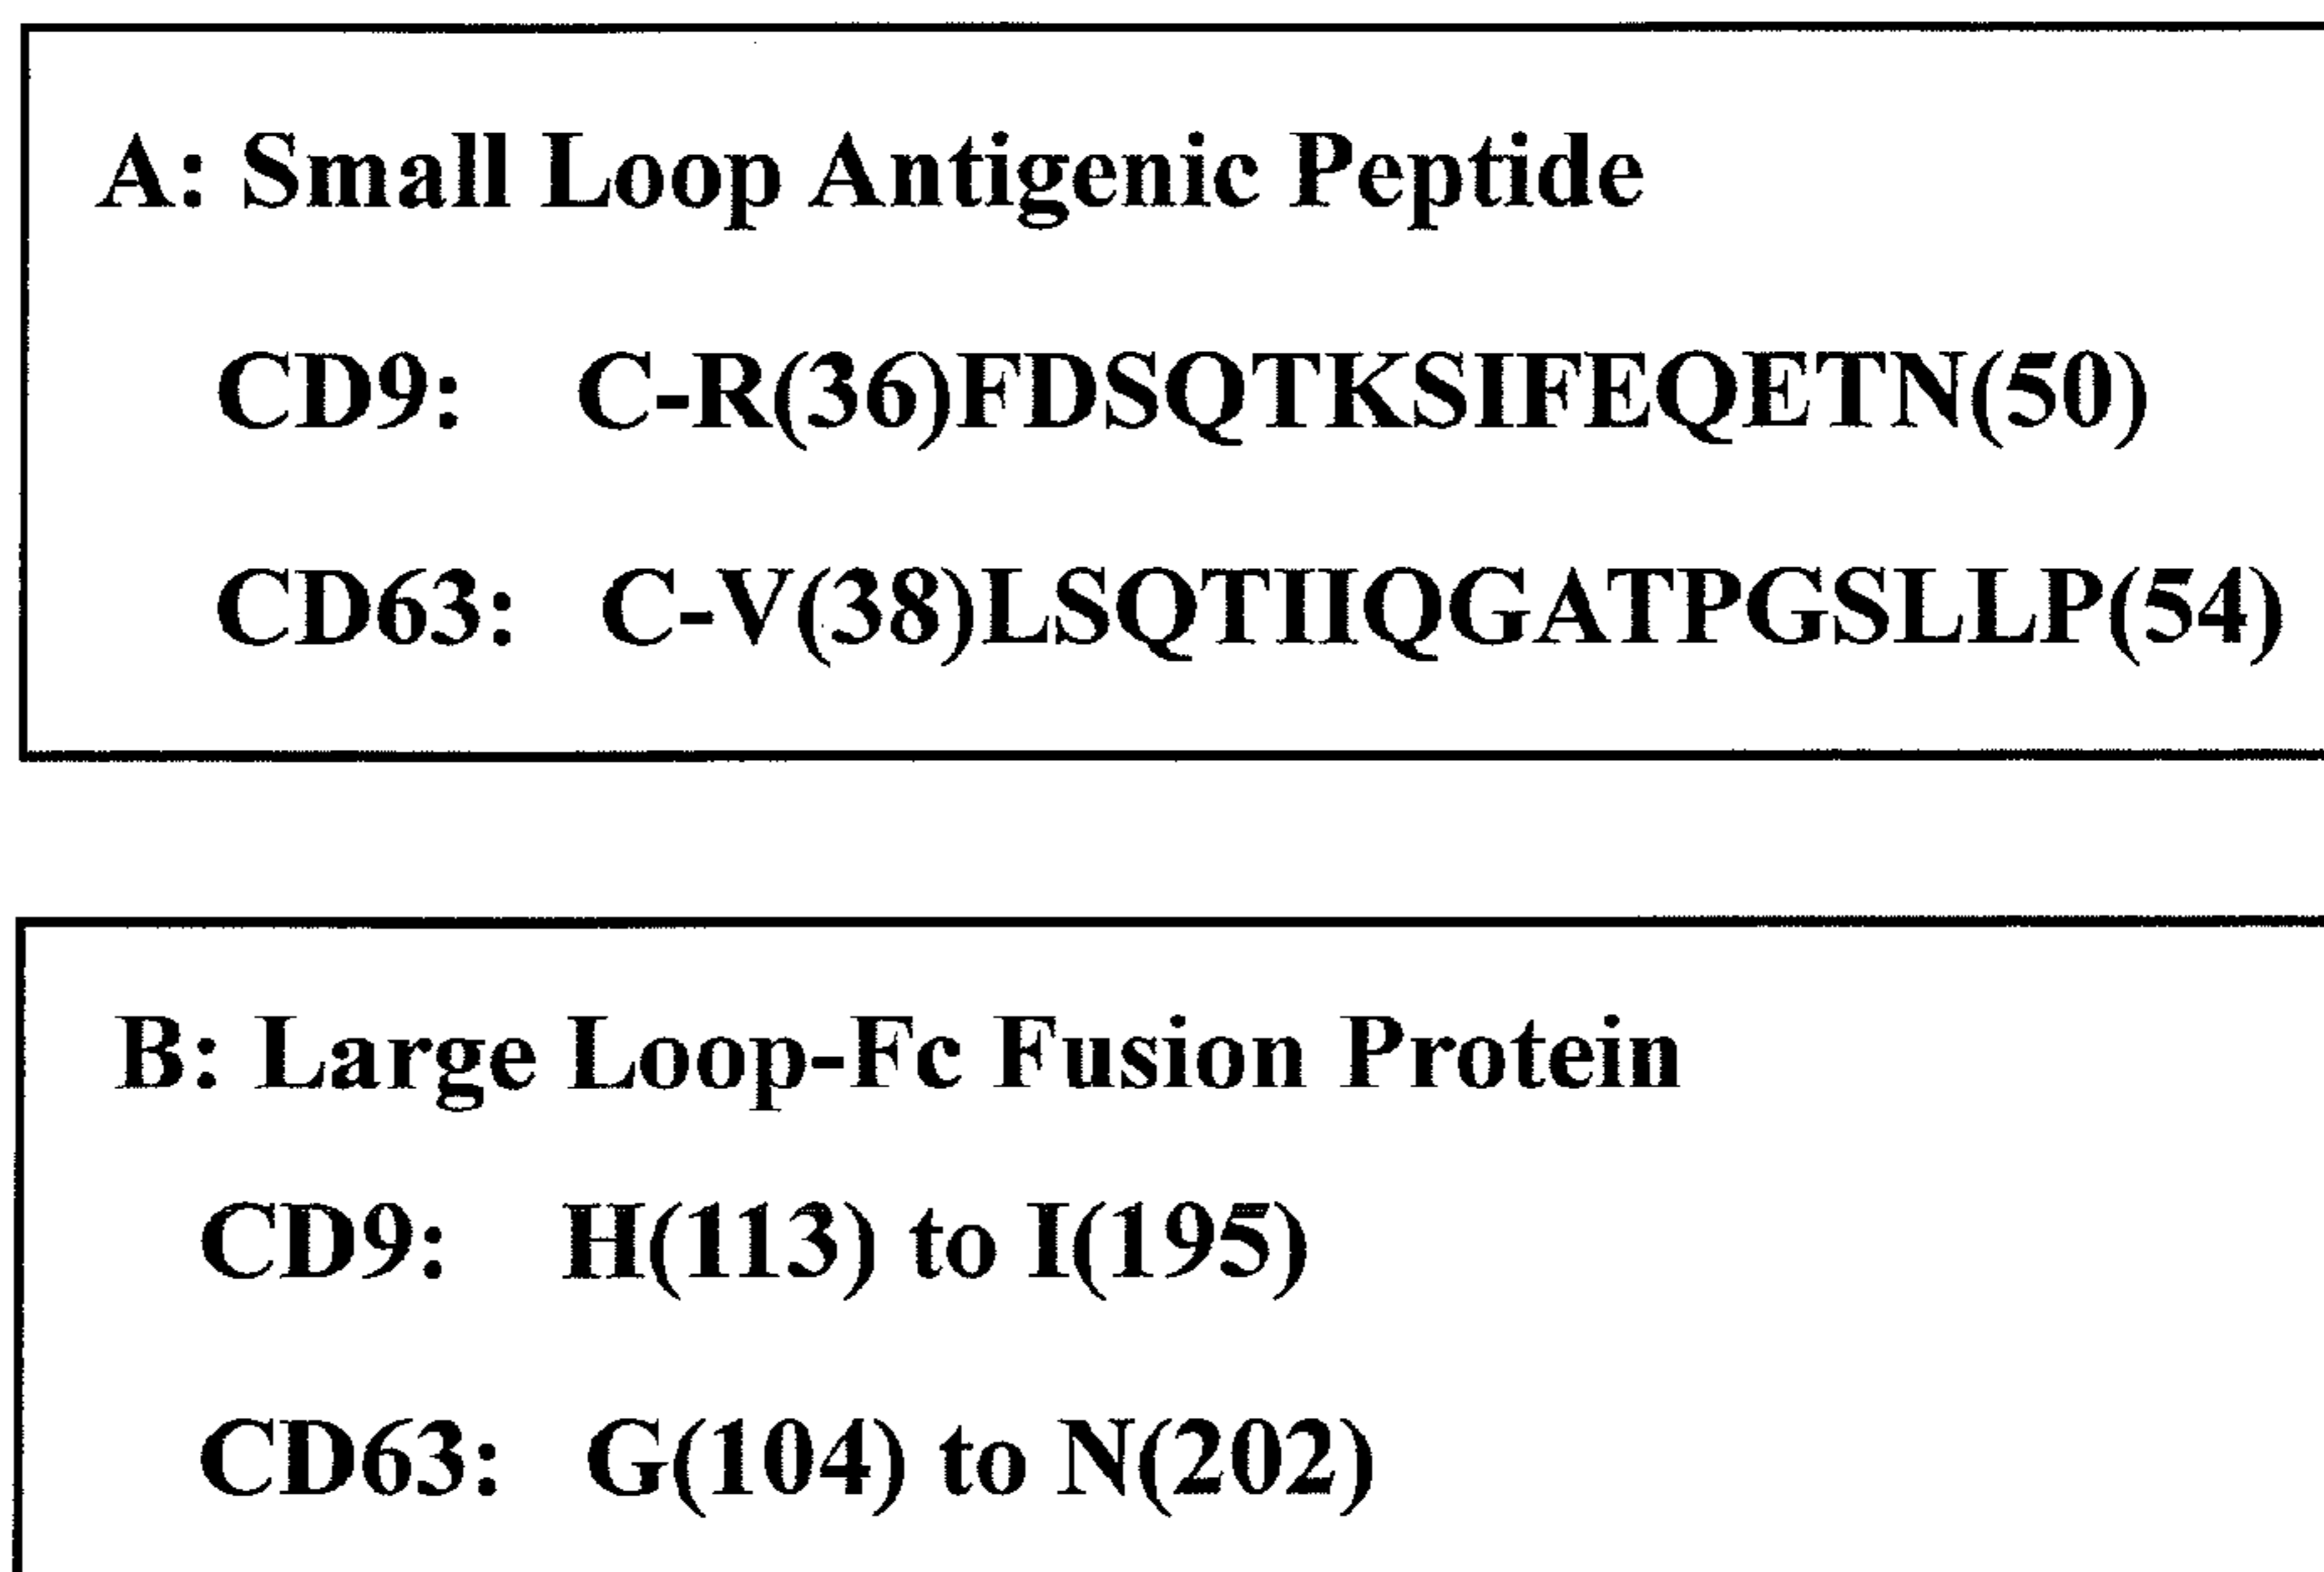 A: Small Loop Antigenic Peptide
CD9: C-R(36)FDSQTKSIFEQETN(50)
CD63: C-V(38)LSQTIIQGATPGSLLP(54)
B: Large Loop-Fc Fusion Protein
CD9: H(113) to I(195)
CD63: G(104) to N(202)